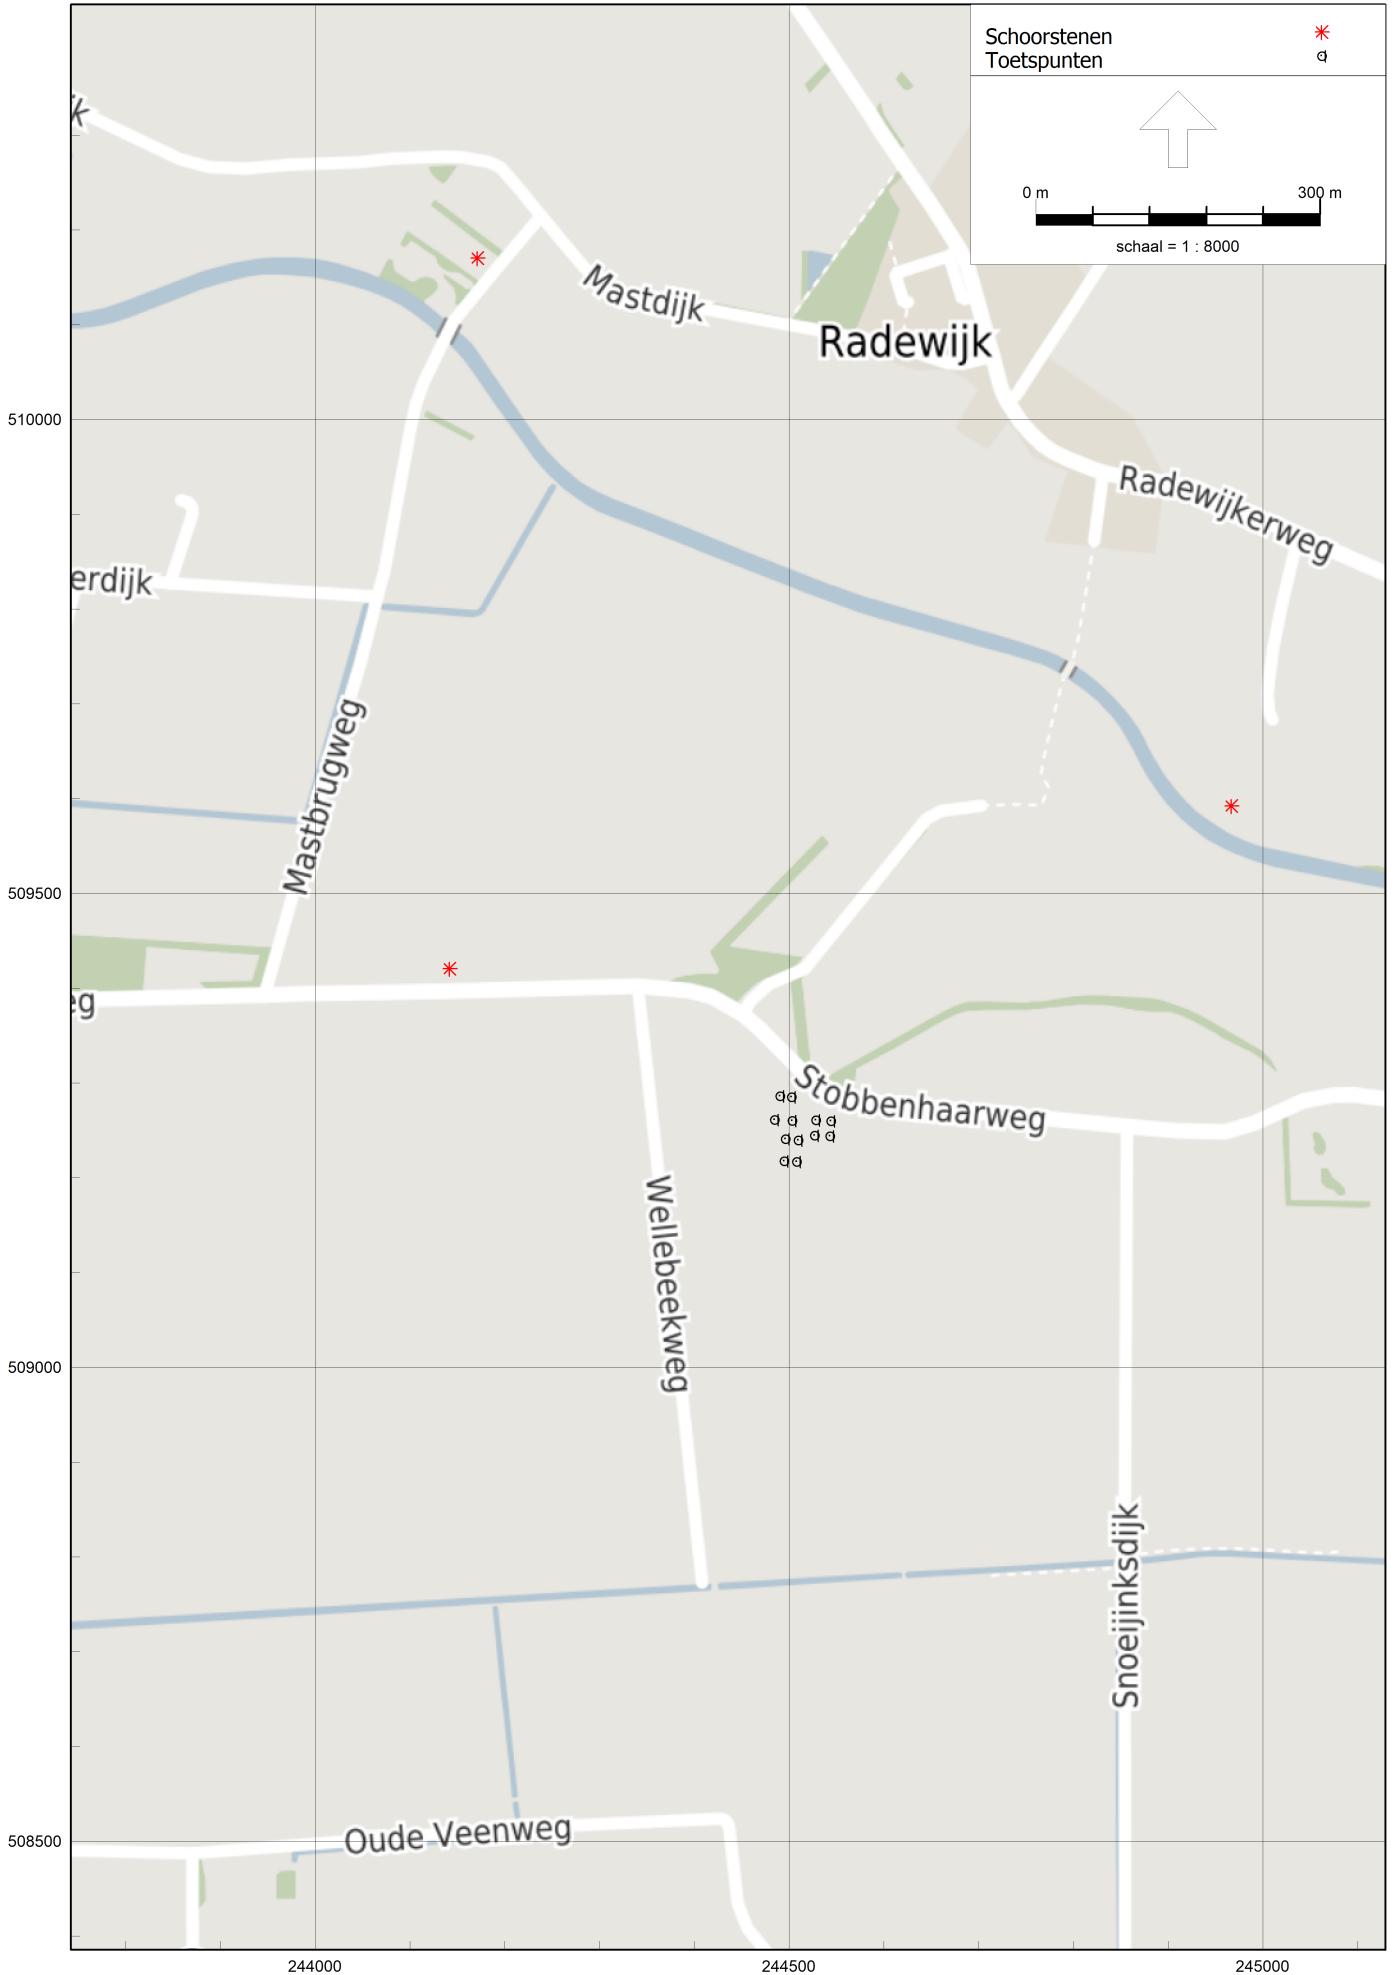 Schoorstenen
Toetspunten
0 m 300 m
schaal = 1 : 8000
jk
Mastdijk
Radewijk
510000
Radewijkerweg
erdijk
Mastbrugweg
509500
eg
Stobbenhaarweg
Wellebeekweg
509000
Snoeijinksdijk
Oude Veenweg
508500
244000 244500 245000